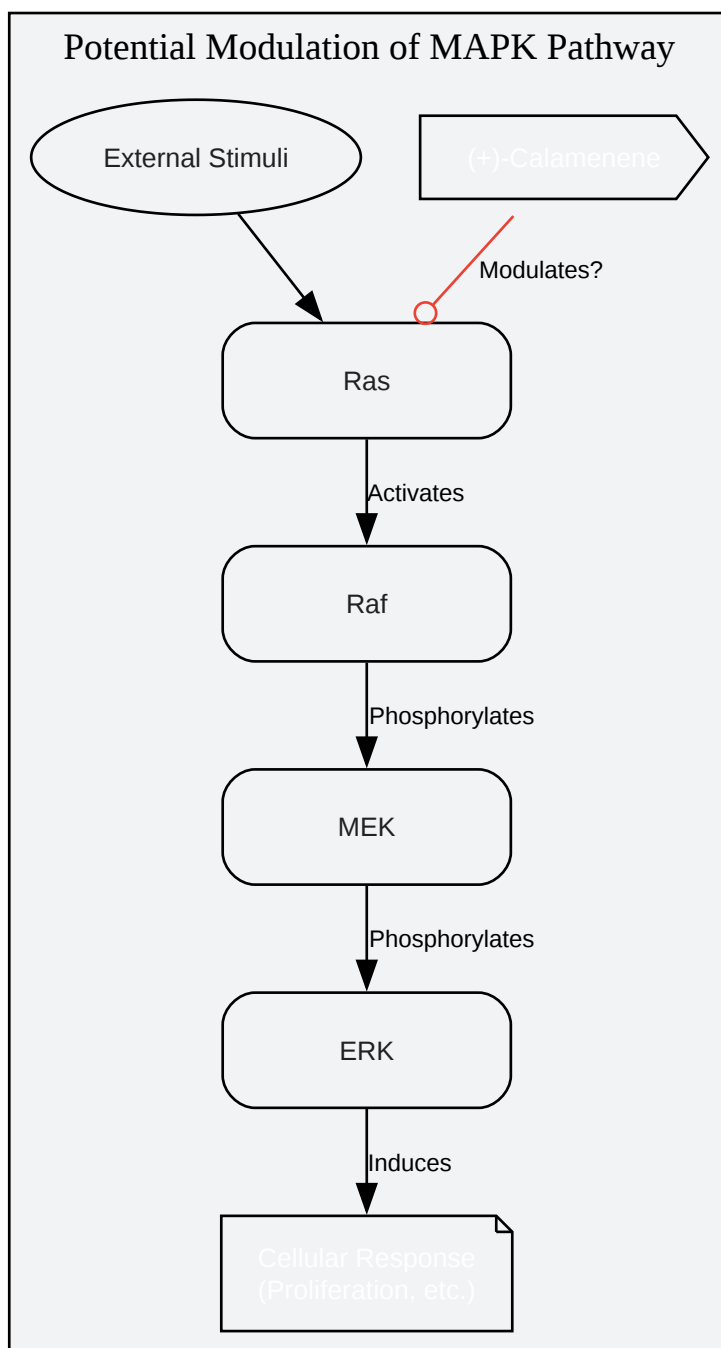 Potential Modulation of MAPK Pathway
External Stimuli
(+)-Calamenene
Modulates?
Ras
Activates
Raf
Phosphorylates
MEK
Phosphorylates
ERK
Induces
Cellular Response
(Proliferation, etc.)